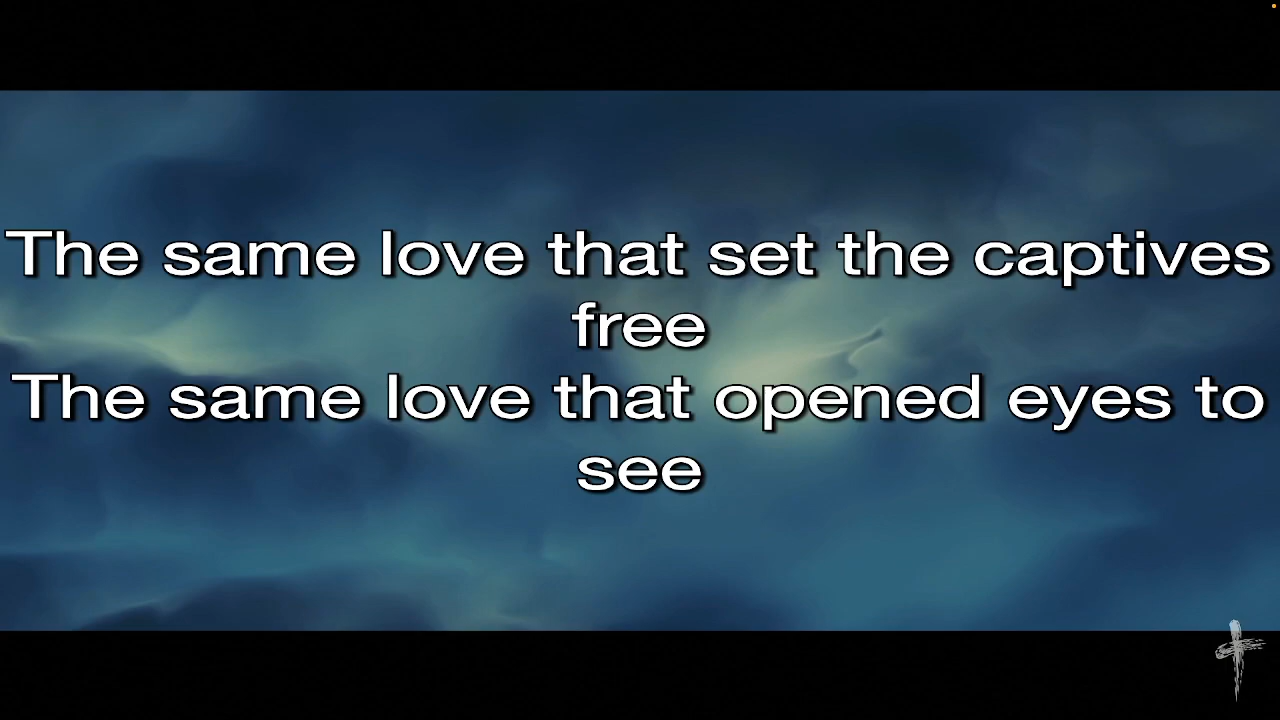 The same love that set the captives
free
The same love that opened eyes to
see